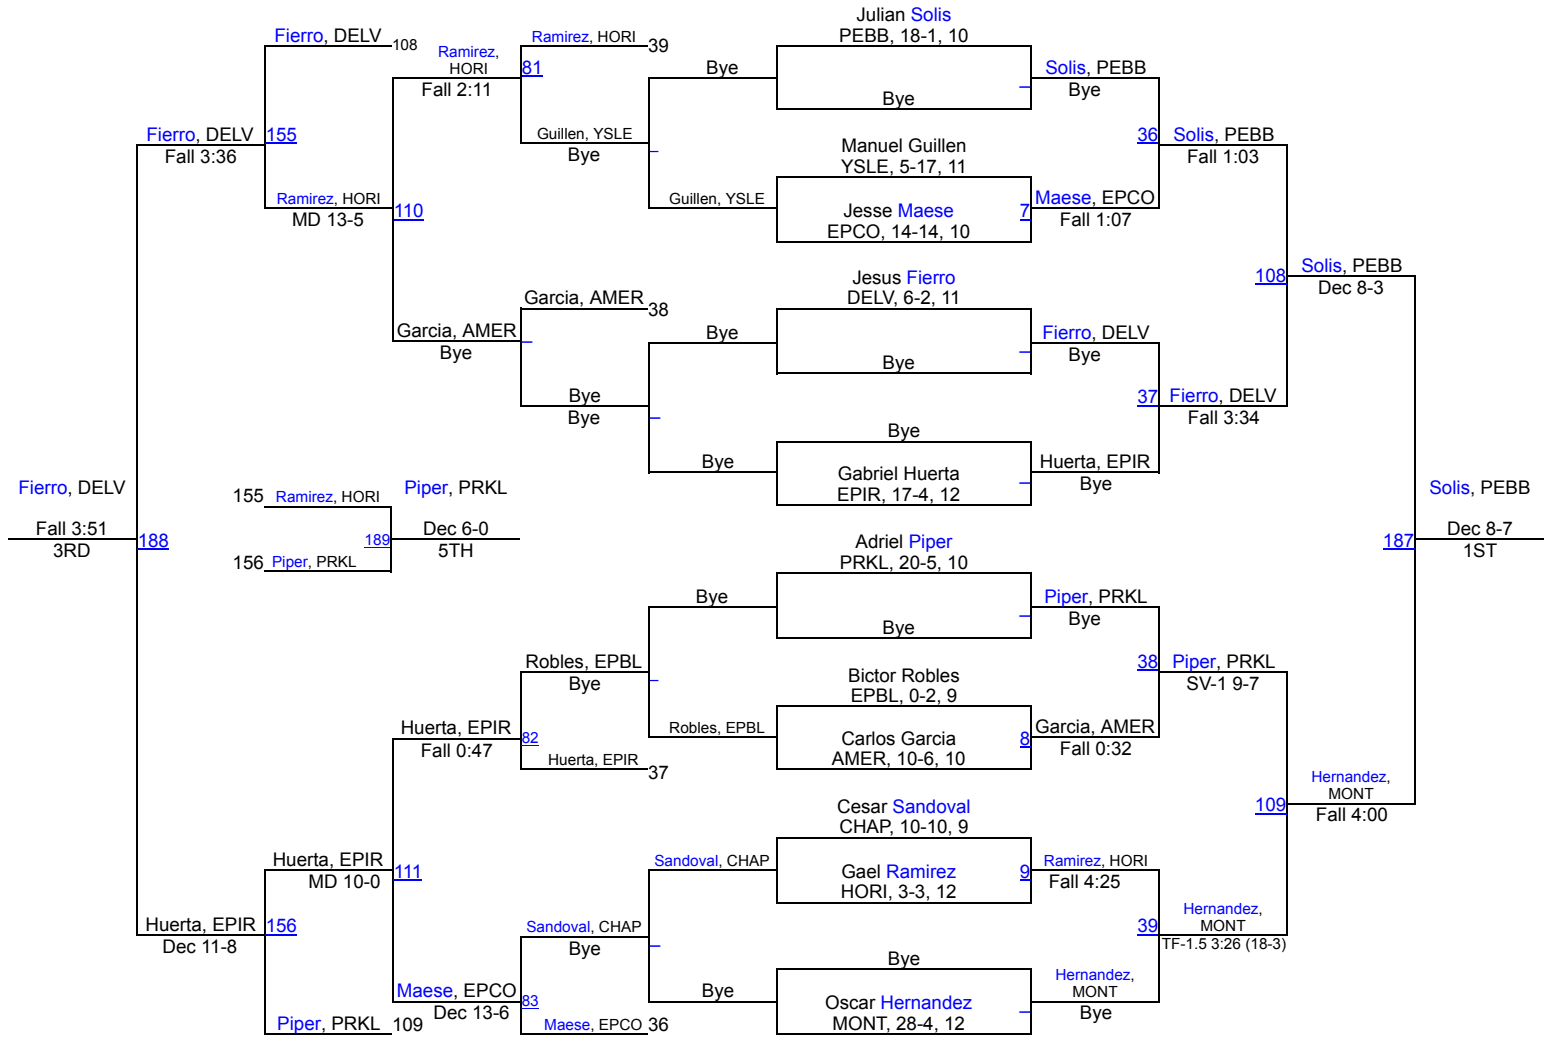 Julian Solis
PEBB, 18-1, 10
Fierro, DELV
108
Ramirez,
HORI
Fall 2:11
Ramirez, HORI
39
81
Bye
Bye
Solis, PEBB
Bye
Fierro, DELV
155
Fall 3:36
Guillen, YSLE
Bye
Manuel Guillen
YSLE, 5-17, 11
36
Solis, PEBB
Fall 1:03
Ramirez, HORI
MD 13-5
110
Guillen, YSLE
Jesse Maese
EPCO, 14-14, 10
7
Maese, EPCO
Fall 1:07
Jesus Fierro
DELV, 6-2, 11
108
Solis, PEBB
Dec 8-3
Garcia, AMER
38
Garcia, AMER
Bye
Bye
Bye
Fierro, DELV
Bye
Bye
Bye
37
Fierro, DELV
Fall 3:34
Bye
Bye
Gabriel Huerta
EPIR, 17-4, 12
Huerta, EPIR
Bye
Fierro, DELV
Fall 3:51
3RD
188
155
Ramirez, HORI
156
Piper, PRKL
189
Piper, PRKL
Dec 6-0
5TH
Solis, PEBB
187
Dec 8-7
1ST
Adriel Piper
PRKL, 20-5, 10
Bye
Bye
Piper, PRKL
Bye
Robles, EPBL
Bye
Bictor Robles
EPBL, 0-2, 9
38
Piper, PRKL
SV-1 9-7
Huerta, EPIR
Fall 0:47
82
Robles, EPBL
Carlos Garcia
AMER, 10-6, 10
8
Garcia, AMER
Fall 0:32
Huerta, EPIR
37
Cesar Sandoval
CHAP, 10-10, 9
109
Hernandez,
MONT
Fall 4:00
Huerta, EPIR
MD 10-0
111
Sandoval, CHAP
Gael Ramirez
HORI, 3-3, 12
9
Ramirez, HORI
Fall 4:25
Huerta, EPIR
Dec 11-8
156
Sandoval, CHAP
Bye
39
Hernandez,
MONT
TF-1.5 3:26 (18-3)
Bye
Maese, EPCO
Dec 13-6
83
Bye
Oscar Hernandez
MONT, 28-4, 12
Hernandez,
MONT
Bye
Piper, PRKL
109
Maese, EPCO
36